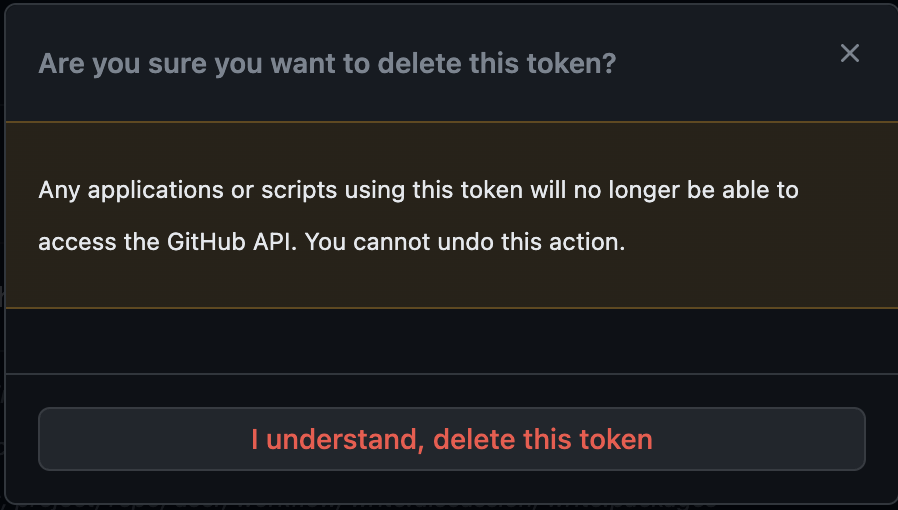 Are you sure you want to delete this token?
Any applications or scripts using this token will no longer be able to
access the GitHub API. You cannot undo this action.
I understand, delete this token